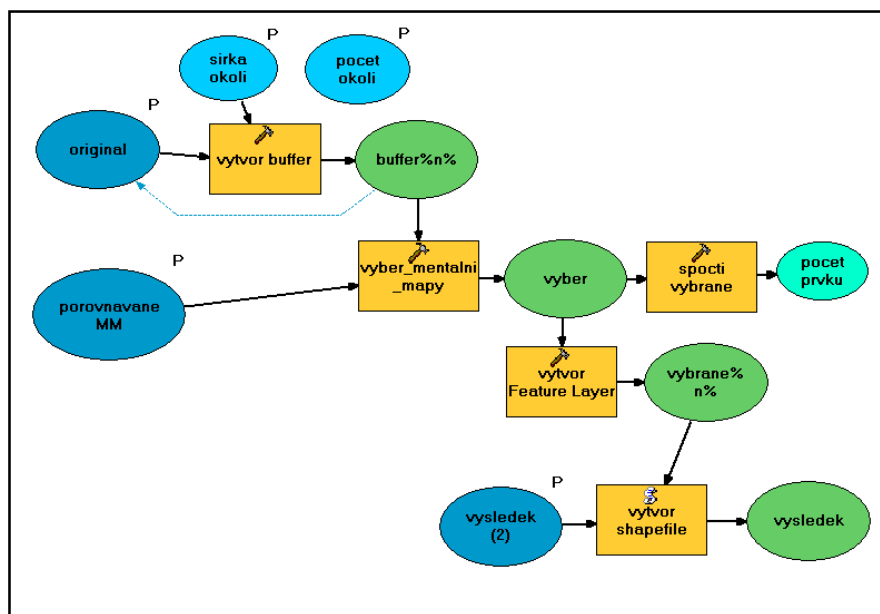 P
P
sirka
okoli
pocet
okoli
P
original
vytvor buffer
buffer%n%
P
vyber_mentalni
_mapy
vyber
spocti
vybrane
pocet
prvku
porovnavane
MM
vytvor
Feature Layer
vybrane%
n%
P
vysledek
(2)
vytvor
shapefile
vysledek